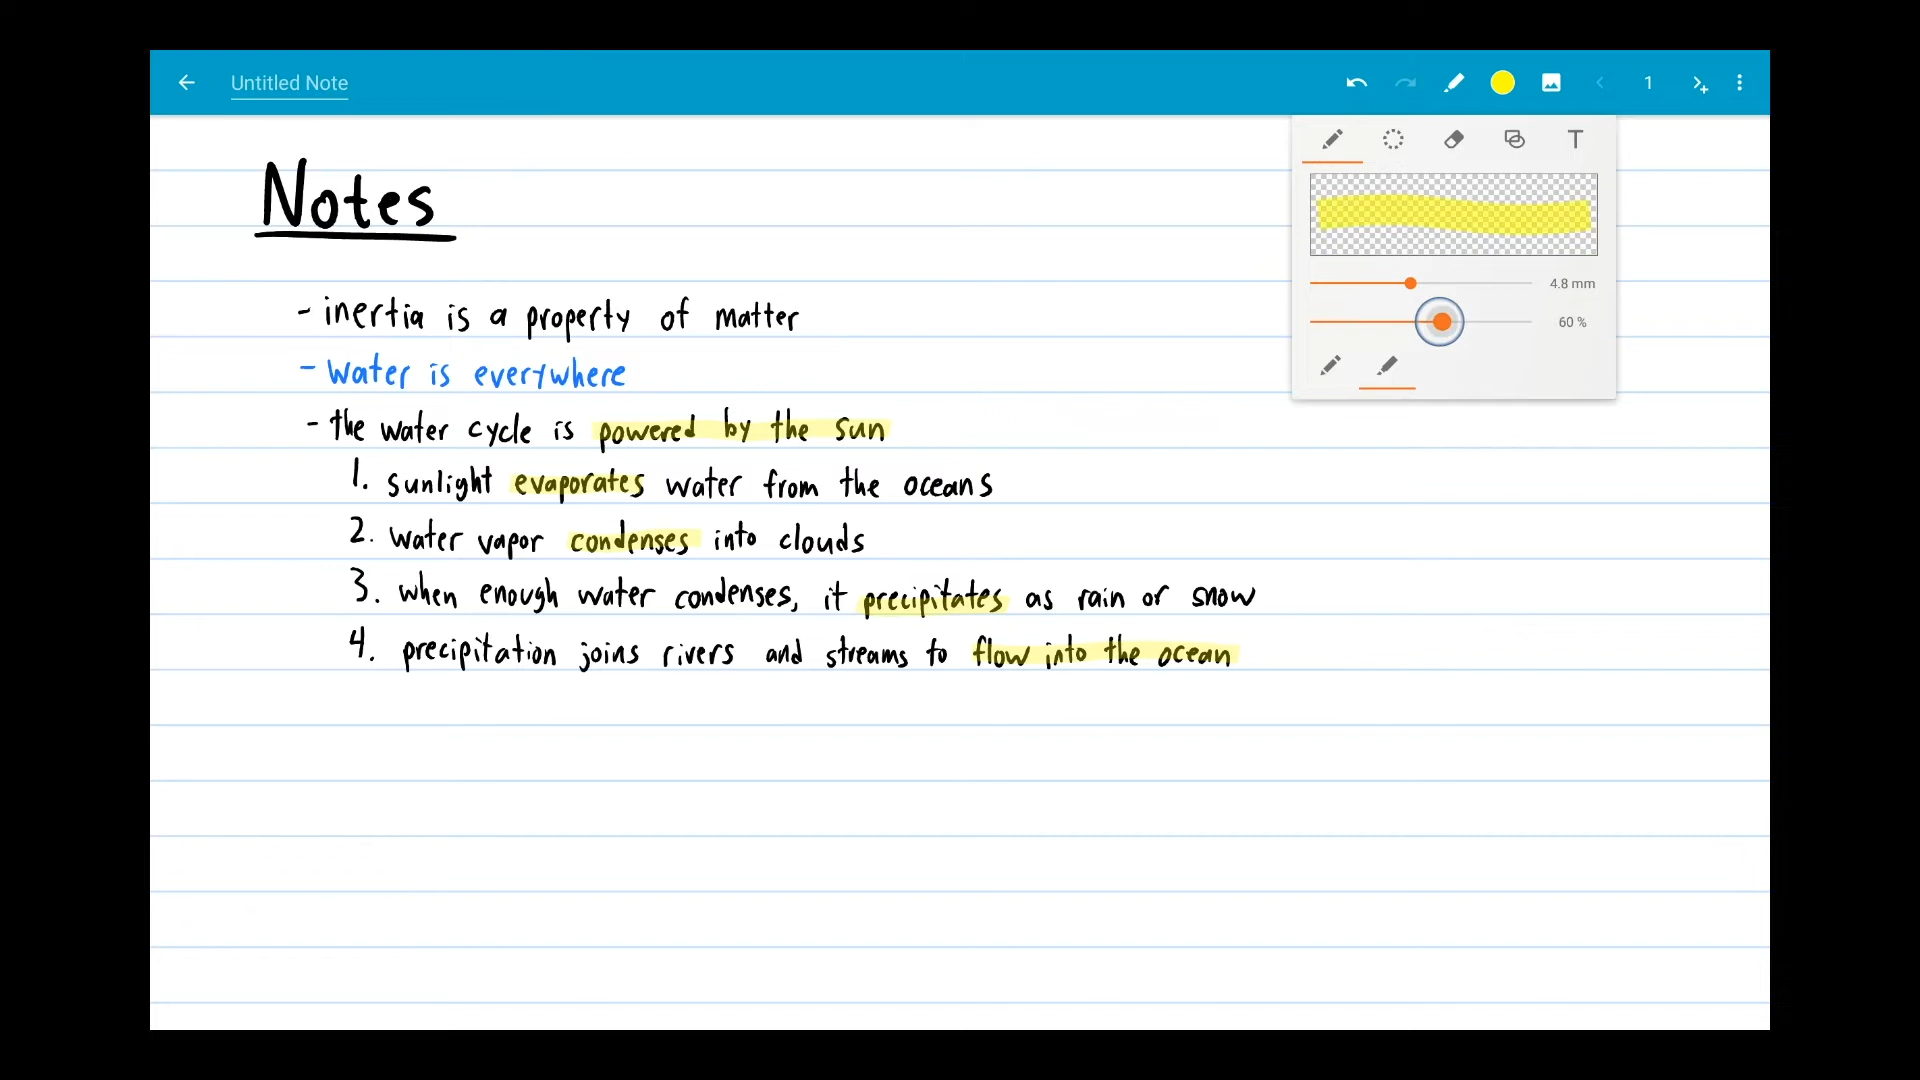 Untitled Note
1
T
4.8 mm
60 %
Notes
- inertia is a property of matter
- water is everywhere
- the water cycle is powered by the sun
1. sunlight evaporates water from the oceans
2. water vapor condenses into clouds
3. when enough water condenses, it precipitates as rain or snow
4. precipitation joins rivers and streams to flow into the ocean